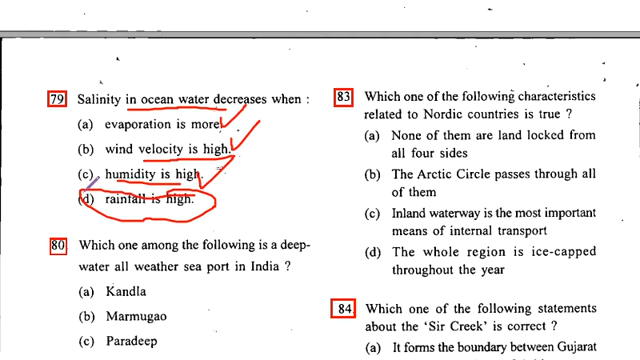 79 Salinity in ocean water decreases when :
(a) evaporation is more.
(b) wind velocity is high.
(c) humidity is high.
(d) rainfall is high.
80 Which one among the following is a deep-
water all weather sea port in India ?
(a) Kandla
(b) Marmugao
(c) Paradeep
83 Which one of the following characteristics
related to Nordic countries is true ?
(a) None of them are land locked from
all four sides
(b) The Arctic Circle passes through all
of them
(c) Inland waterway is the most important
means of internal transport
(d) The whole region is ice-capped
throughout the year
84. Which one of the following statements
about the 'Sir Creek' is correct ?
(a) It forms the boundary between Gujarat